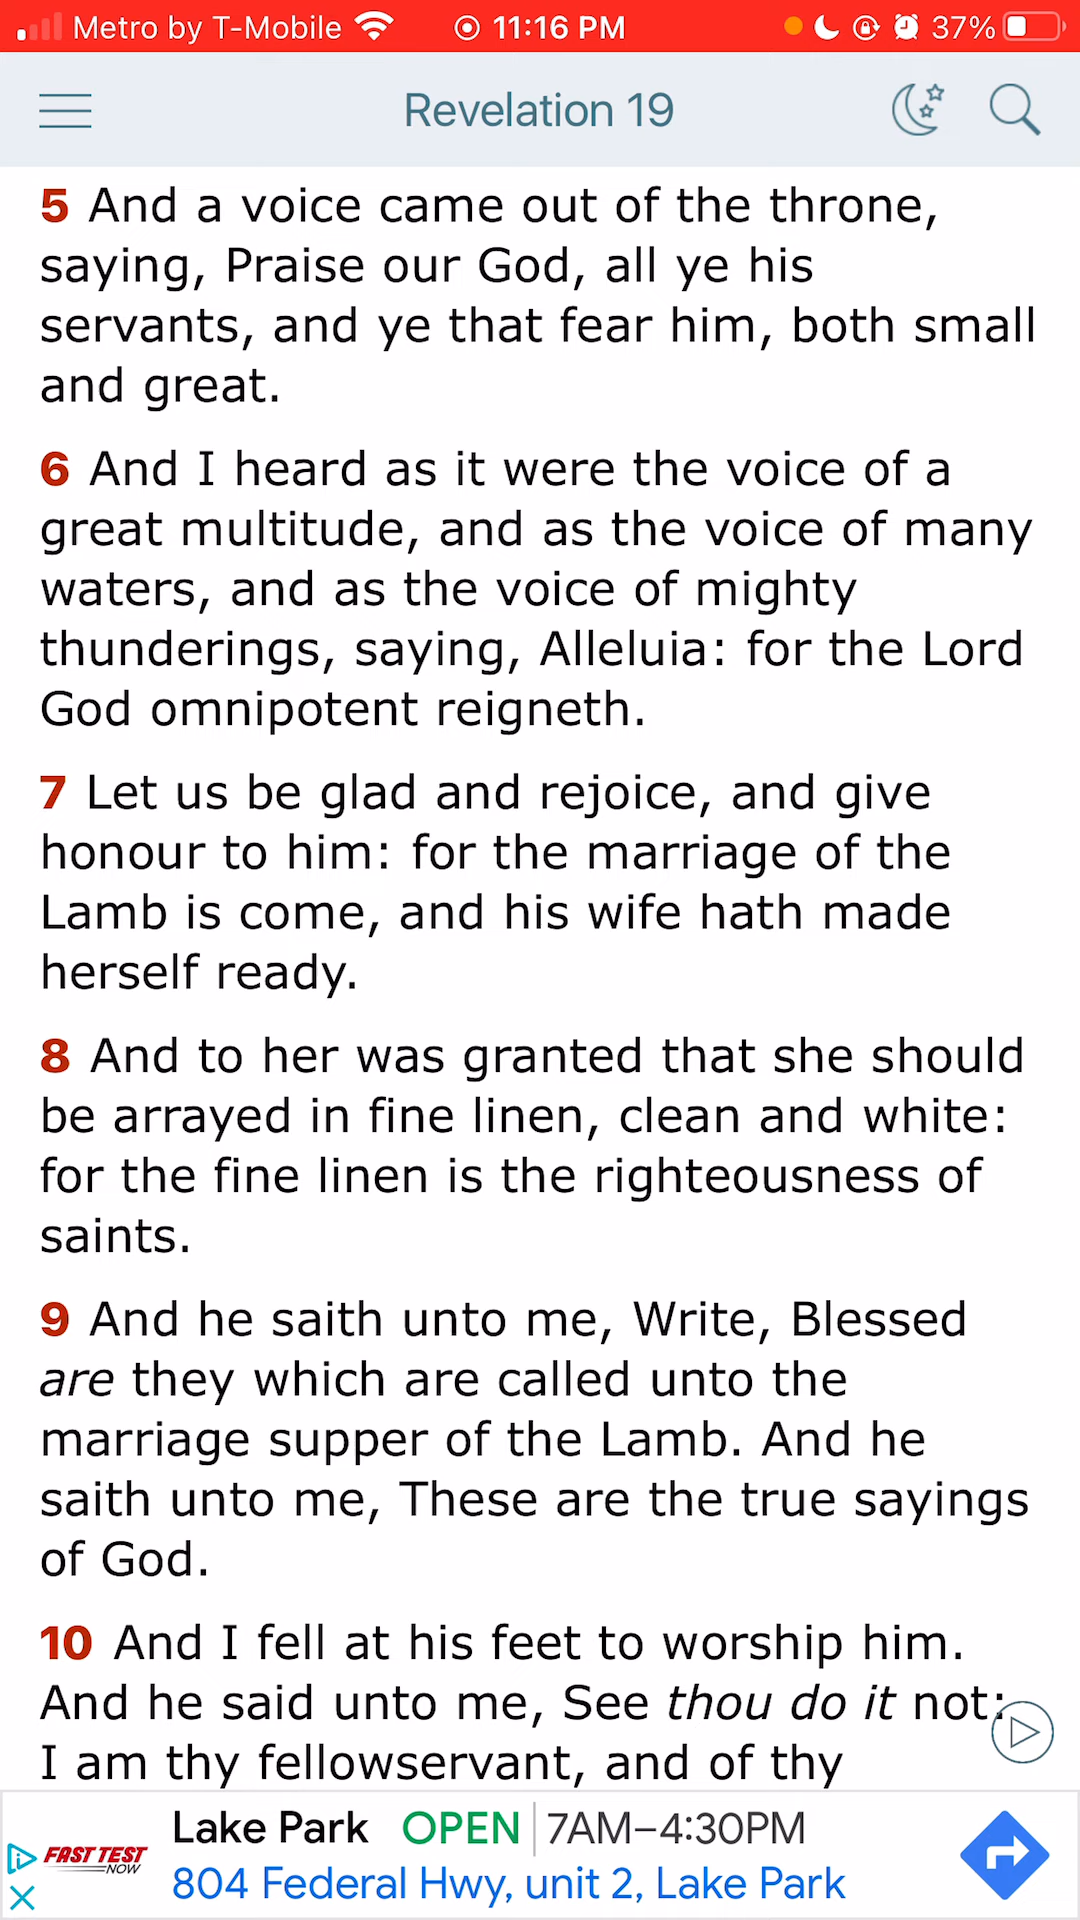 Metro by T-Mobile 11:16 PM 37%
Revelation 19
5 And a voice came out of the throne,
saying, Praise our God, all ye his
servants, and ye that fear him, both small
and great.
6 And I heard as it were the voice of a
great multitude, and as the voice of many
waters, and as the voice of mighty
thunderings, saying, Alleluia: for the Lord
God omnipotent reigneth.
7 Let us be glad and rejoice, and give
honour to him: for the marriage of the
Lamb is come, and his wife hath made
herself ready.
8 And to her was granted that she should
be arrayed in fine linen, clean and white:
for the fine linen is the righteousness of
saints.
9 And he saith unto me, Write, Blessed
are they which are called unto the
marriage supper of the Lamb. And he
saith unto me, These are the true sayings
of God.
10 And I fell at his feet to worship him.
And he said unto me, See thou do it not:
I am thy fellowservant, and of thy
Lake Park OPEN 7AM–4:30PM
FAST TEST
NOW
804 Federal Hwy, unit 2, Lake Park